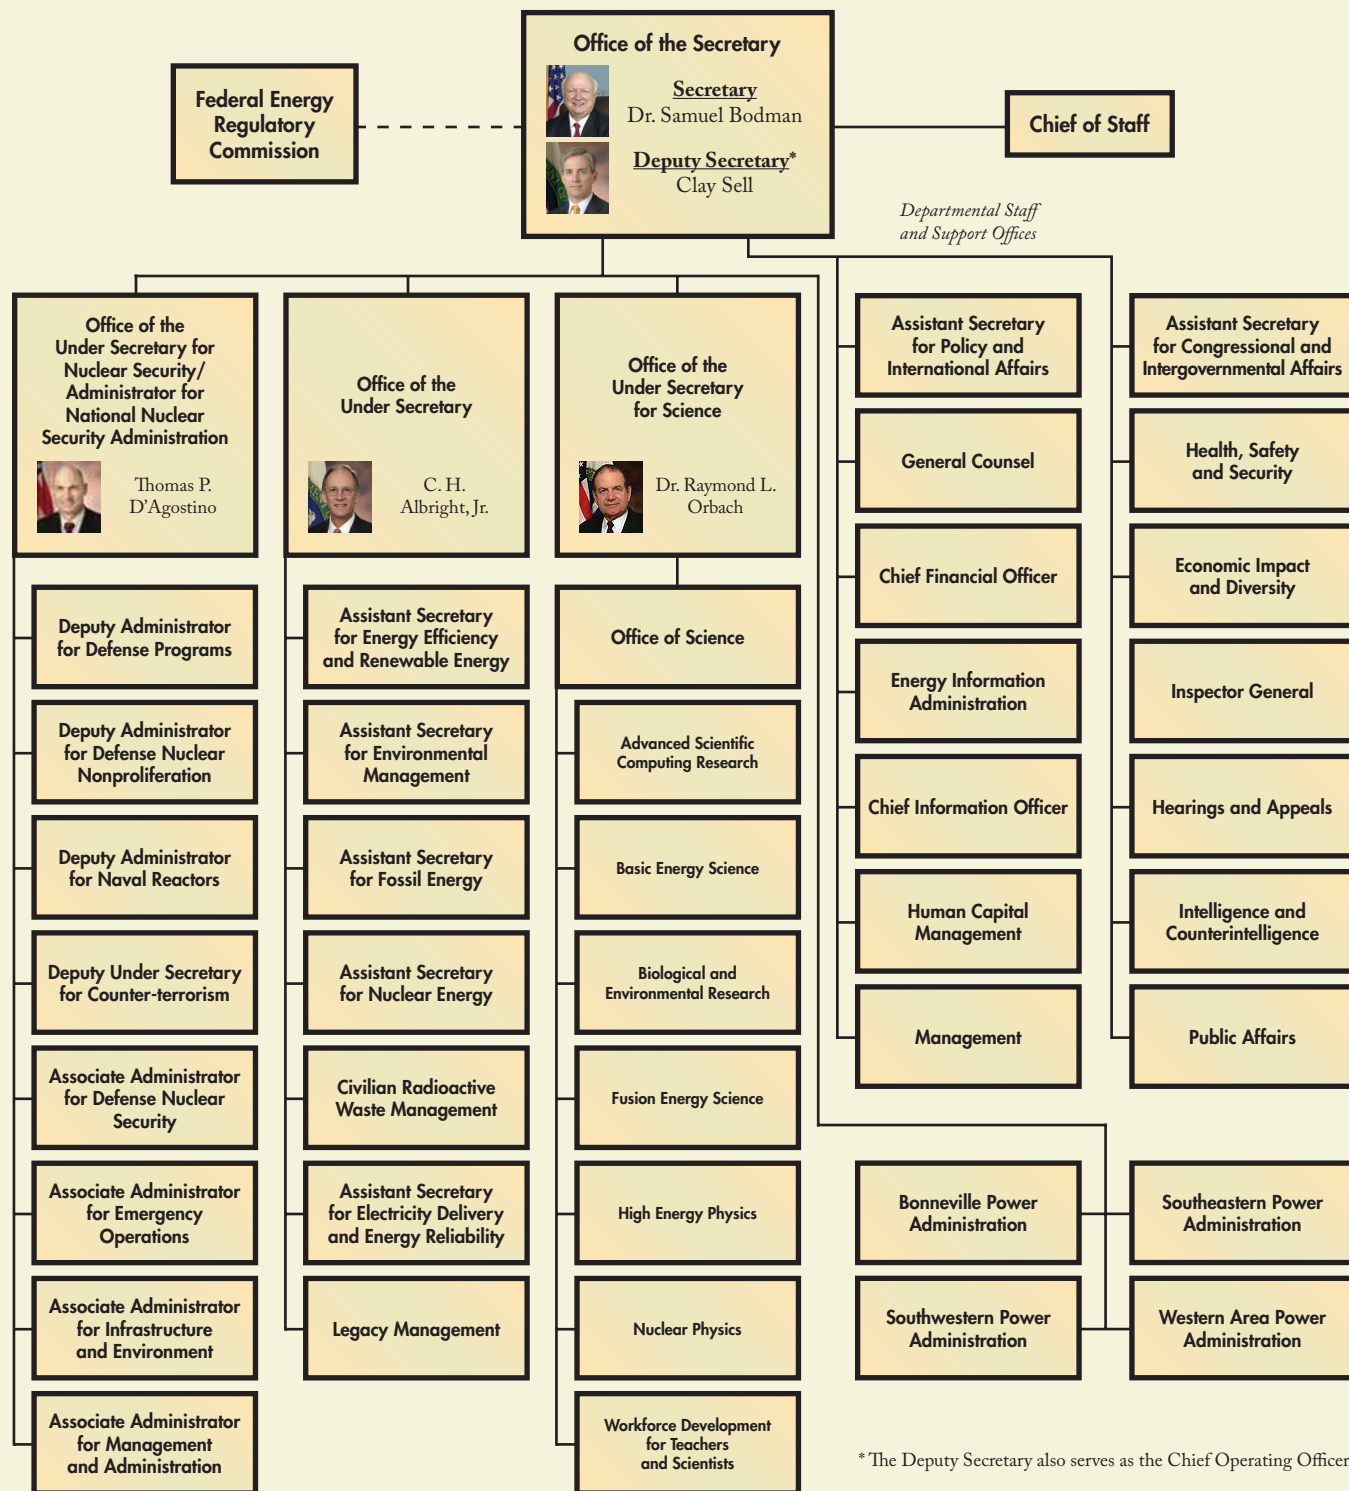 Office of the Secretary
Secretary
Dr. Samuel Bodman
Deputy Secretary*
Clay Sell
Federal Energy
Regulatory
Commission
Chief of Staff
Departmental Staff
and Support Offices
Office of the
Under Secretary for
Nuclear Security/
Administrator for
National Nuclear
Security Administration
Thomas P.
D'Agostino
Deputy Administrator
for Defense Programs
Deputy Administrator
for Defense Nuclear
Nonproliferation
Deputy Administrator
for Naval Reactors
Deputy Under Secretary
for Counter-terrorism
Associate Administrator
for Defense Nuclear
Security
Associate Administrator
for Emergency
Operations
Associate Administrator
for Infrastructure
and Environment
Associate Administrator
for Management
and Administration
Office of the
Under Secretary
C. H.
Albright, Jr.
Assistant Secretary
for Energy Efficiency
and Renewable Energy
Assistant Secretary
for Environmental
Management
Assistant Secretary
for Fossil Energy
Assistant Secretary
for Nuclear Energy
Civilian Radioactive
Waste Management
Assistant Secretary
for Electricity Delivery
and Energy Reliability
Legacy Management
Office of the
Under Secretary
for Science
Dr. Raymond L.
Orbach
Office of Science
Advanced Scientific
Computing Research
Basic Energy Science
Biological and
Environmental Research
Fusion Energy Science
High Energy Physics
Nuclear Physics
Workforce Development
for Teachers
and Scientists
Assistant Secretary
for Policy and
International Affairs
General Counsel
Chief Financial Officer
Energy Information
Administration
Chief Information Officer
Human Capital
Management
Management
Assistant Secretary
for Congressional and
Intergovernmental Affairs
Health, Safety
and Security
Economic Impact
and Diversity
Inspector General
Hearings and Appeals
Intelligence and
Counterintelligence
Public Affairs
Bonneville Power
Administration
Southeastern Power
Administration
Southwestern Power
Administration
Western Area Power
Administration
* The Deputy Secretary also serves as the Chief Operating Officer